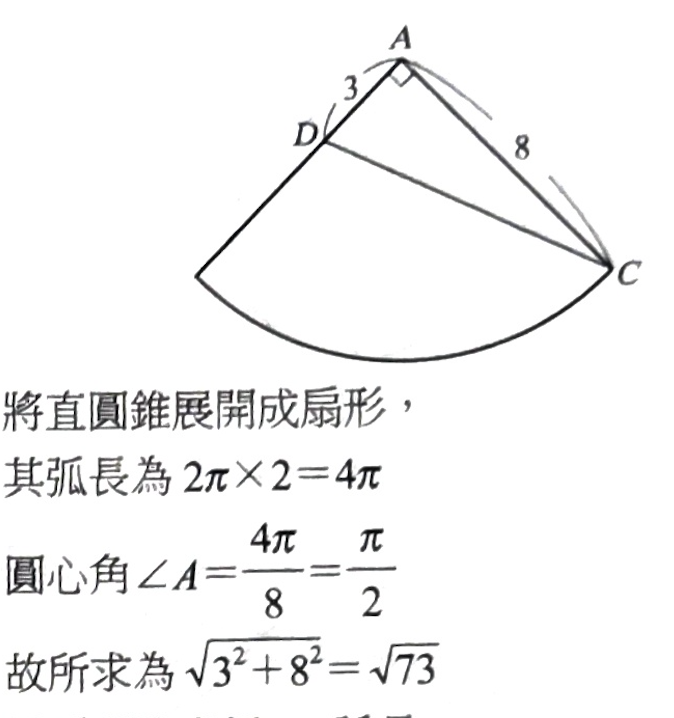 A
3
D
8
C
將直圓錐展開成扇形，
其弧長為 2π×2=4π
圓心角∠A=4π/8=π/2
故所求為 √(3²+8²)=√73